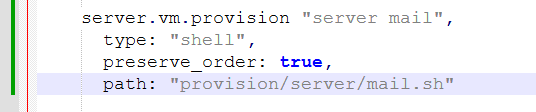 server.vm.provision "server mail",
type: "shell",
preserve_order: true,
path: "provision/server/mail.sh"